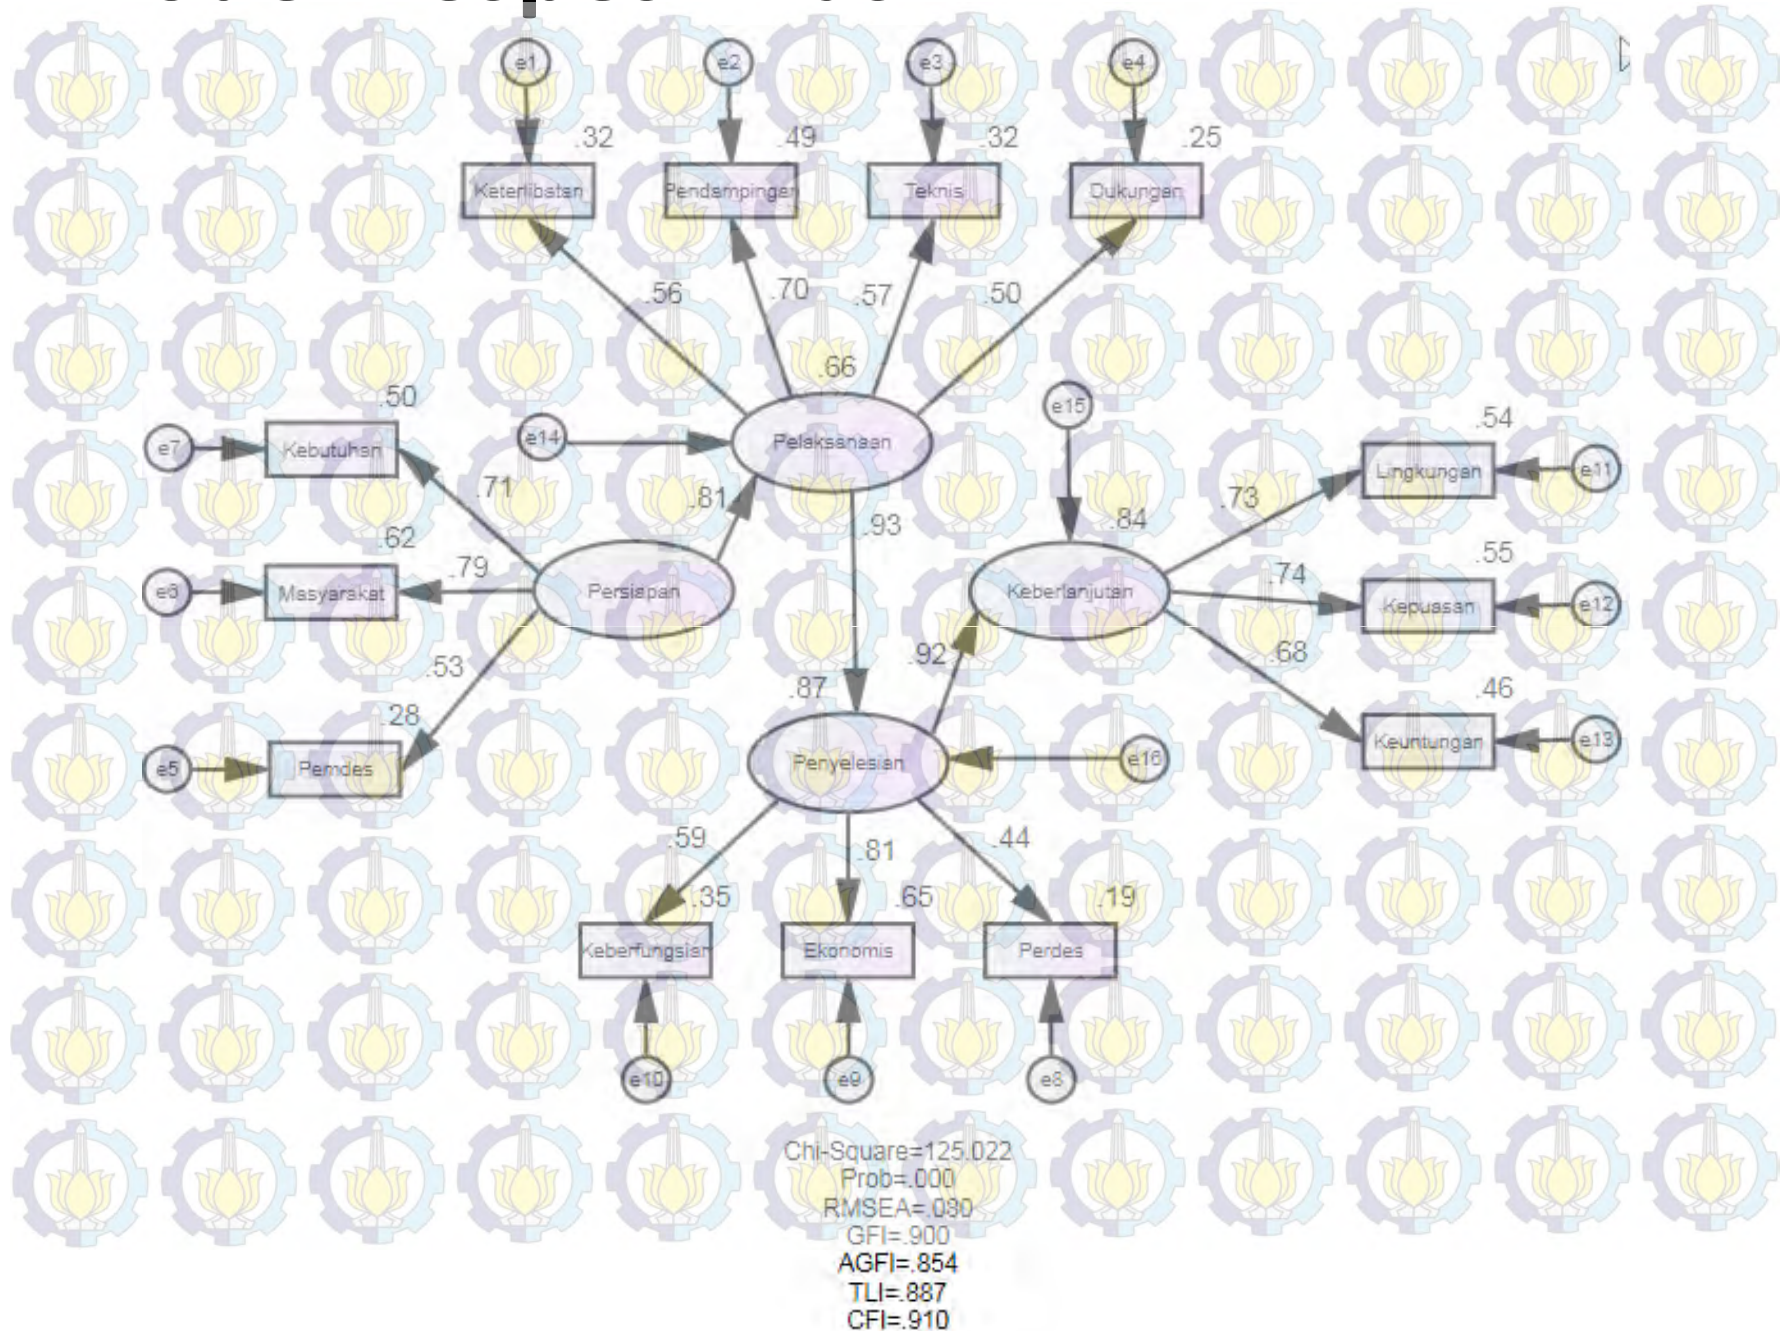 e1
e2
e3
e4
.32
.49
.32
.25
Keterlibatan
Pendampingan
Teknis
Dukungan
.56
.70
.57
.50
.66
.50
e15
e14
e7
Kebutuhan
Pelaksanaan
.54
Lingkungan
e11
.71
.81
.93
.73
.84
.62
.79
.74
.55
e6
Masyarakat
Persiapan
Keberlanjutan
Kepuasan
e12
.53
.92
.68
.28
.87
.46
e5
Pemdes
Penyelesian
e16
Keuntungan
e13
.59
.81
.44
.35
.65
.19
Keberfungsian
Ekonomis
Perdes
e10
e9
e8
Chi-Square=125.022
Prob=.000
RMSEA=.080
GFI=.900
AGFI=.854
TLI=.887
CFI=.910